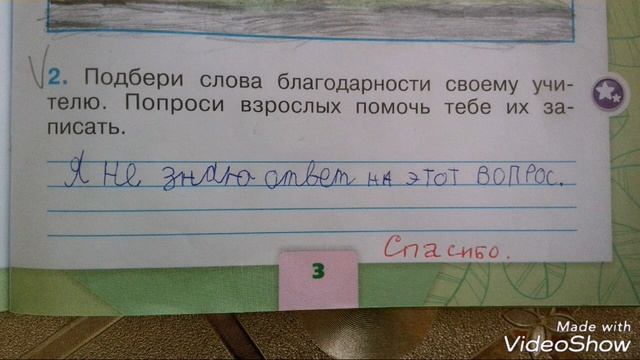 2. Подбери слова благодарности своему учи-
телю. Попроси взрослых помочь тебе их за-
писать.
Я не знаю ответ на этот вопрос.
Спасибо.
3
Made with
VideoShow